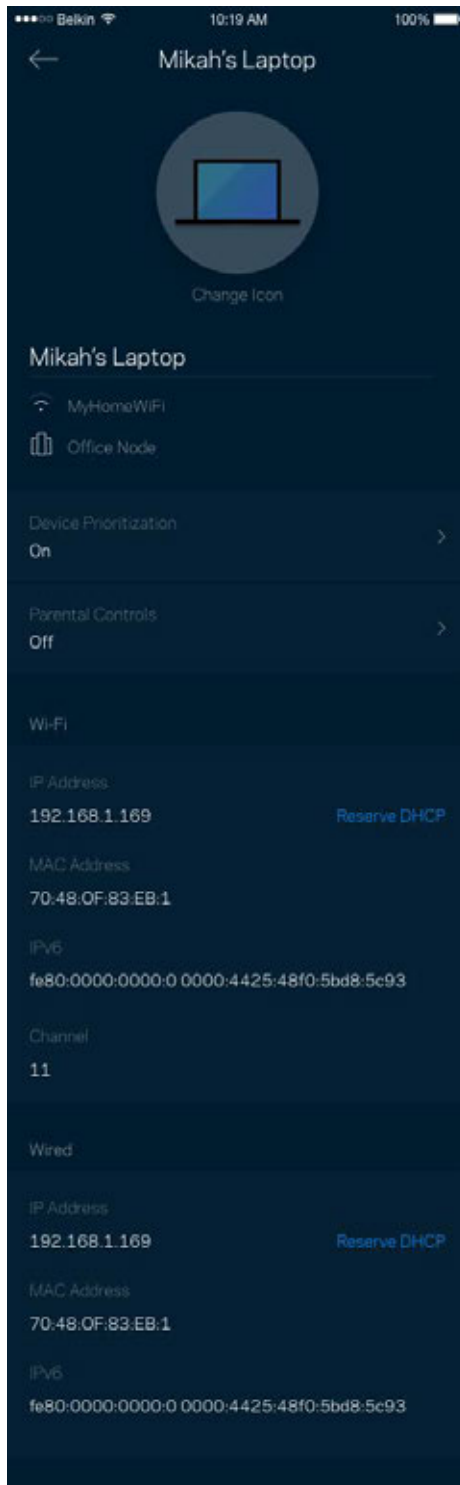 Belkin 10:19 AM 100%
Mikah's Laptop
Change Icon
Mikah's Laptop
MyHomeWiFi
Office Node
Device Prioritization
On
Parental Controls
Off
Wi-Fi
IP Address
192.168.1.169 Reserve DHCP
MAC Address
70:48:0F:83:EB:1
IPv6
fe80:0000:0000:0 0000:4425:48f0:5bd8:5c93
Channel
11
Wired
IP Address
192.168.1.169 Reserve DHCP
MAC Address
70:48:0F:83:EB:1
IPv6
fe80:0000:0000:0 0000:4425:48f0:5bd8:5c93